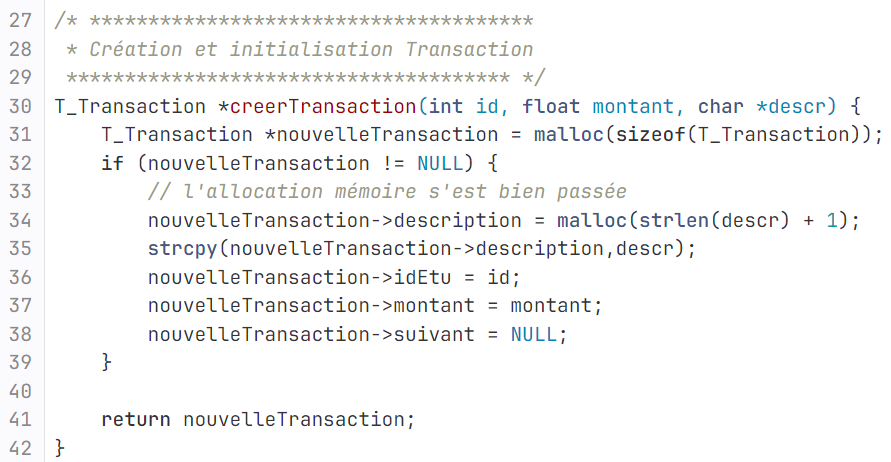 27 /* **************************************
28  * Création et initialisation Transaction
29  ************************************** */
30 T_Transaction *creerTransaction(int id, float montant, char *descr) {
31     T_Transaction *nouvelleTransaction = malloc(sizeof(T_Transaction));
32     if (nouvelleTransaction != NULL) {
33         // l'allocation mémoire s'est bien passée
34         nouvelleTransaction->description = malloc(strlen(descr) + 1);
35         strcpy(nouvelleTransaction->description,descr);
36         nouvelleTransaction->idEtu = id;
37         nouvelleTransaction->montant = montant;
38         nouvelleTransaction->suivant = NULL;
39     }
40
41     return nouvelleTransaction;
42 }